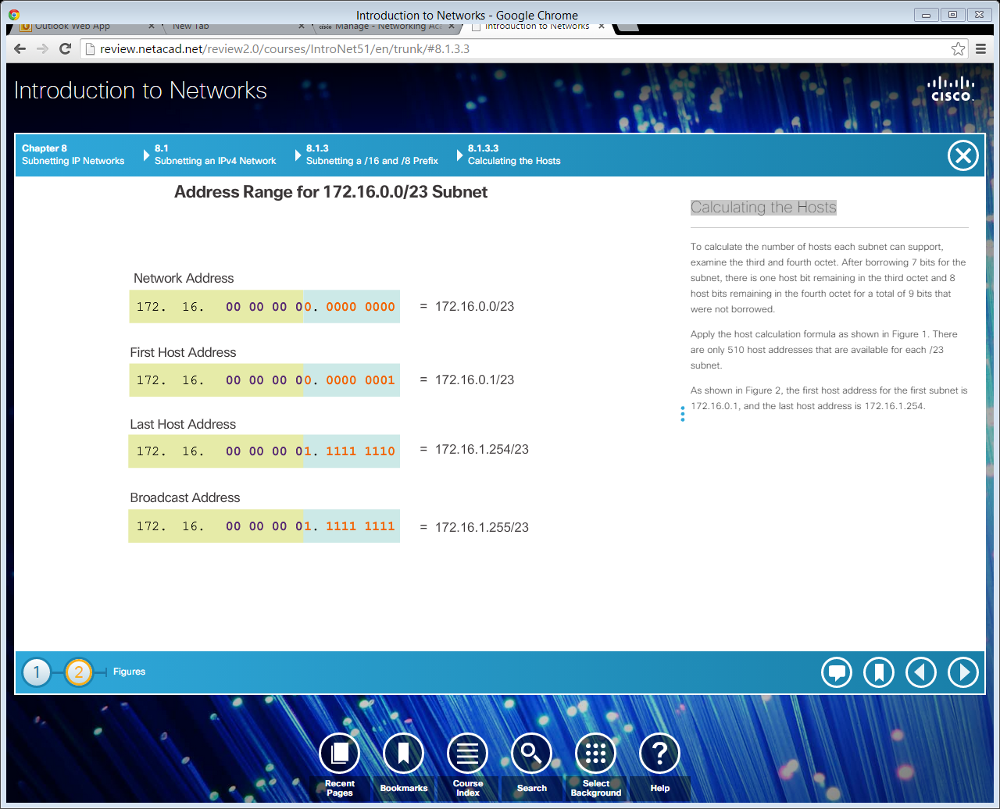 Introduction to Networks - Google Chrome
Outlook Web App
New Tab
Manage - Networking Aca
Introduction to Networks
review.netacad.net/review2.0/courses/IntroNet51/en/trunk/#8.1.3.3
Introduction to Networks
CISCO.
Chapter 8
Subnetting IP Networks
8.1
Subnetting an IPv4 Network
8.1.3
Subnetting a /16 and /8 Prefix
8.1.3.3
Calculating the Hosts
Address Range for 172.16.0.0/23 Subnet
Network Address
172. 16. 00 00 00 00. 0000 0000 = 172.16.0.0/23
First Host Address
172. 16. 00 00 00 00. 0000 0001 = 172.16.0.1/23
Last Host Address
172. 16. 00 00 00 01. 1111 1110 = 172.16.1.254/23
Broadcast Address
172. 16. 00 00 00 01. 1111 1111 = 172.16.1.255/23
Calculating the Hosts
To calculate the number of hosts each subnet can support,
examine the third and fourth octet. After borrowing 7 bits for the
subnet, there is one host bit remaining in the third octet and 8
host bits remaining in the fourth octet for a total of 9 bits that
were not borrowed.
Apply the host calculation formula as shown in Figure 1. There
are only 510 host addresses that are available for each /23
subnet.
As shown in Figure 2, the first host address for the first subnet is
172.16.0.1, and the last host address is 172.16.1.254.
1
2
Figures
Recent
Pages
Bookmarks
Course
Index
Search
Select
Background
?
Help